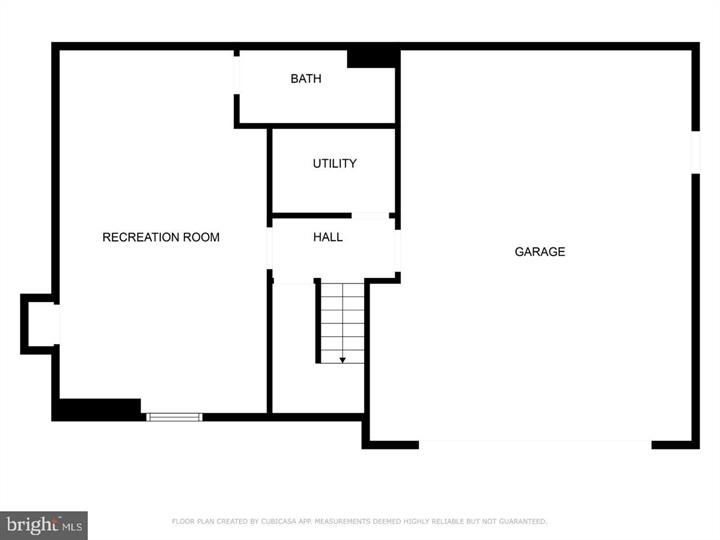 BATH
UTILITY
RECREATION ROOM
HALL
GARAGE
FLOOR PLAN CREATED BY CUBICASA APP. MEASUREMENTS DEEMED HIGHLY RELIABLE BUT NOT GUARANTEED.
bright MLS